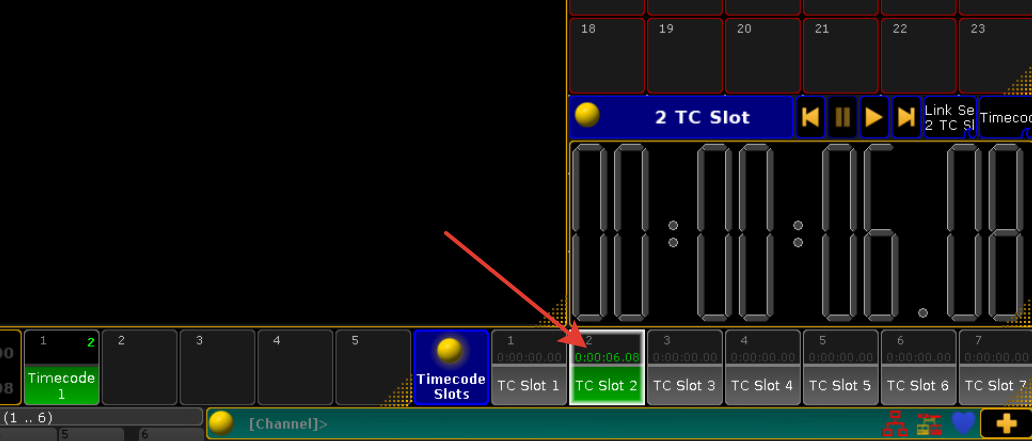 18 19 20 21 22 23
2 TC Slot
Link Se
2 TC Sl
Timecod
00:00:06.08
00
1 2 2 3 4 5
1 2 3 4 5 6 7
0:00:00.00 0:00:06.08 0:00:00.00 0:00:00.00 0:00:00.00 0:00:00.00 0:00:00.00
08
Timecode
1
Timecode
Slots
TC Slot 1 TC Slot 2 TC Slot 3 TC Slot 4 TC Slot 5 TC Slot 6 TC Slot 7
(1 .. 6)
5 6
[Channel]>